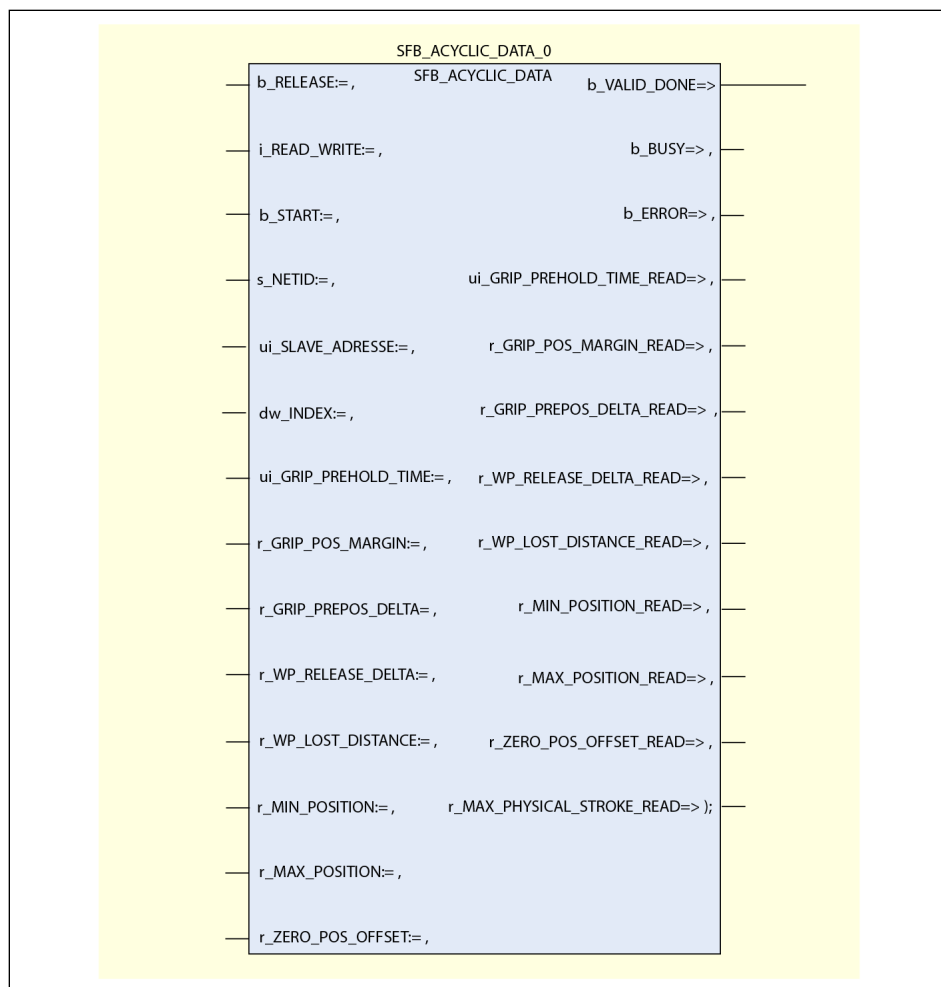 SFB_ACYCLIC_DATA_0
SFB_ACYCLIC_DATA
b_RELEASE:= ,
b_VALID_DONE=>
i_READ_WRITE:= ,
b_BUSY=> ,
b_START:= ,
b_ERROR=> ,
s_NETID:= ,
ui_GRIP_PREHOLD_TIME_READ=> ,
ui_SLAVE_ADRESSE:= ,
r_GRIP_POS_MARGIN_READ=> ,
dw_INDEX:= ,
r_GRIP_PREPOS_DELTA_READ=> ,
ui_GRIP_PREHOLD_TIME:= ,
r_WP_RELEASE_DELTA_READ=> ,
r_GRIP_POS_MARGIN:= ,
r_WP_LOST_DISTANCE_READ=> ,
r_GRIP_PREPOS_DELTA= ,
r_MIN_POSITION_READ=> ,
r_WP_RELEASE_DELTA:= ,
r_MAX_POSITION_READ=> ,
r_WP_LOST_DISTANCE:= ,
r_ZERO_POS_OFFSET_READ=> ,
r_MIN_POSITION:= ,
r_MAX_PHYSICAL_STROKE_READ=> );
r_MAX_POSITION:= ,
r_ZERO_POS_OFFSET:= ,